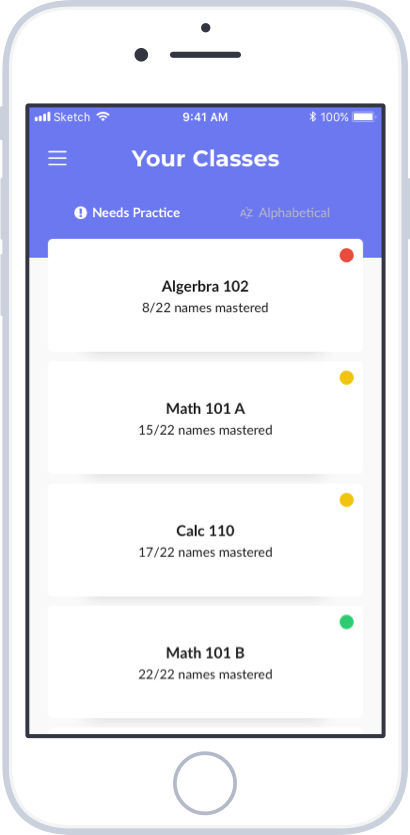 Sketch 9:41 AM 100%
Your Classes
Needs Practice AZ Alphabetical
Algerbra 102
8/22 names mastered
Math 101 A
15/22 names mastered
Calc 110
17/22 names mastered
Math 101 B
22/22 names mastered